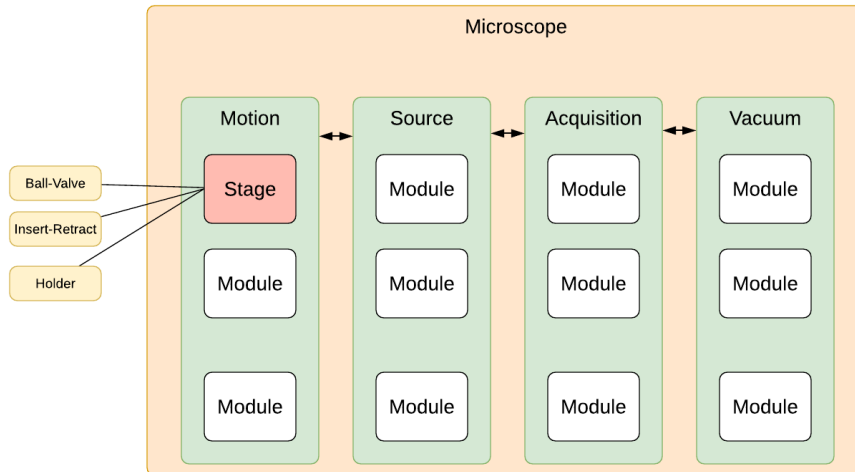 Microscope
Motion
Source
Acquisition
Vacuum
Ball-Valve
Insert-Retract
Holder
Stage
Module
Module
Module
Module
Module
Module
Module
Module
Module
Module
Module